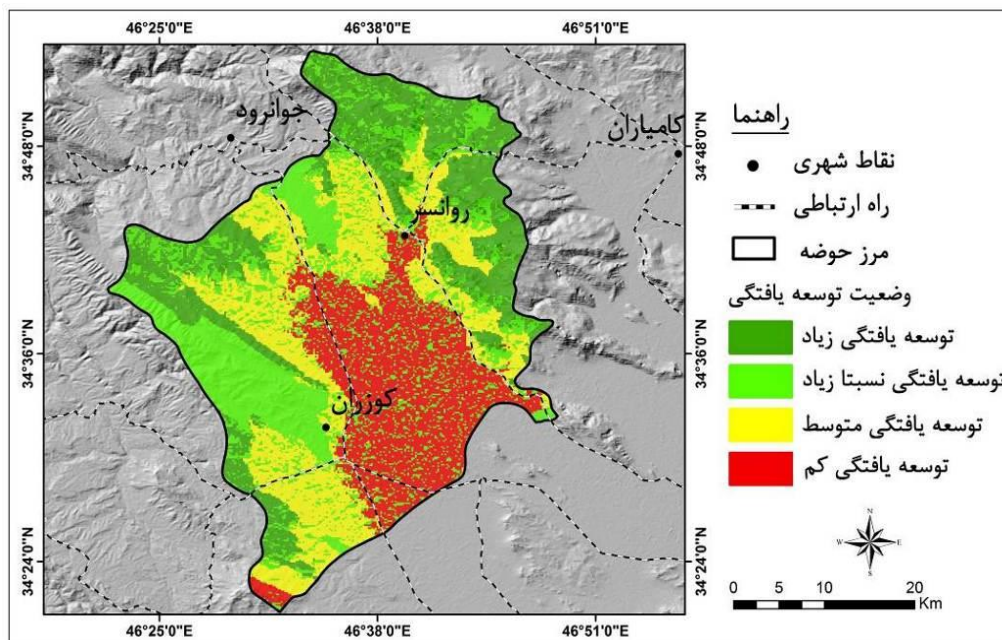 46°25'0"E 46°38'0"E 46°51'0"E
34°48'0"N
34°36'0"N
34°24'0"N
جوانرود
کامیاران
روانسر
کوزران
راهنما
نقاط شهری
راه ارتباطی
مرز حوضه
وضعیت توسعه یافتگی
توسعه یافتگی زیاد
توسعه یافتگی نسبتا زیاد
توسعه یافتگی متوسط
توسعه یافتگی کم
N
W E
S
0 5 10 20
Km
34°48'0"N
34°36'0"N
34°24'0"N
46°25'0"E 46°38'0"E 46°51'0"E